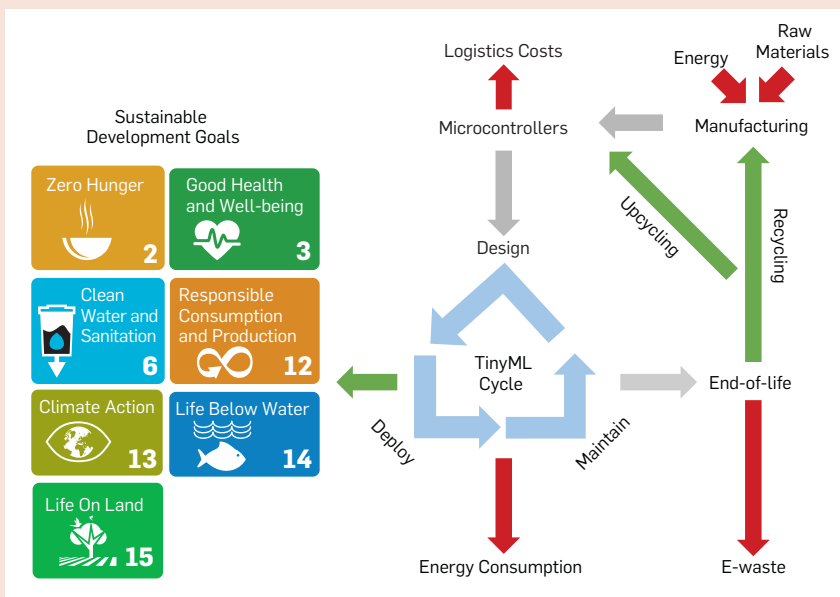 Sustainable
Development Goals
Zero Hunger
2
Good Health
and Well-being
3
Clean
Water and
Sanitation
6
Responsible
Consumption
and Production
12
Climate Action
13
Life Below Water
14
Life On Land
15
Logistics Costs
Microcontrollers
Energy
Raw
Materials
Manufacturing
Upcycling
Recycling
Design
TinyML
Cycle
Deploy
Maintain
End-of-life
Energy Consumption
E-waste